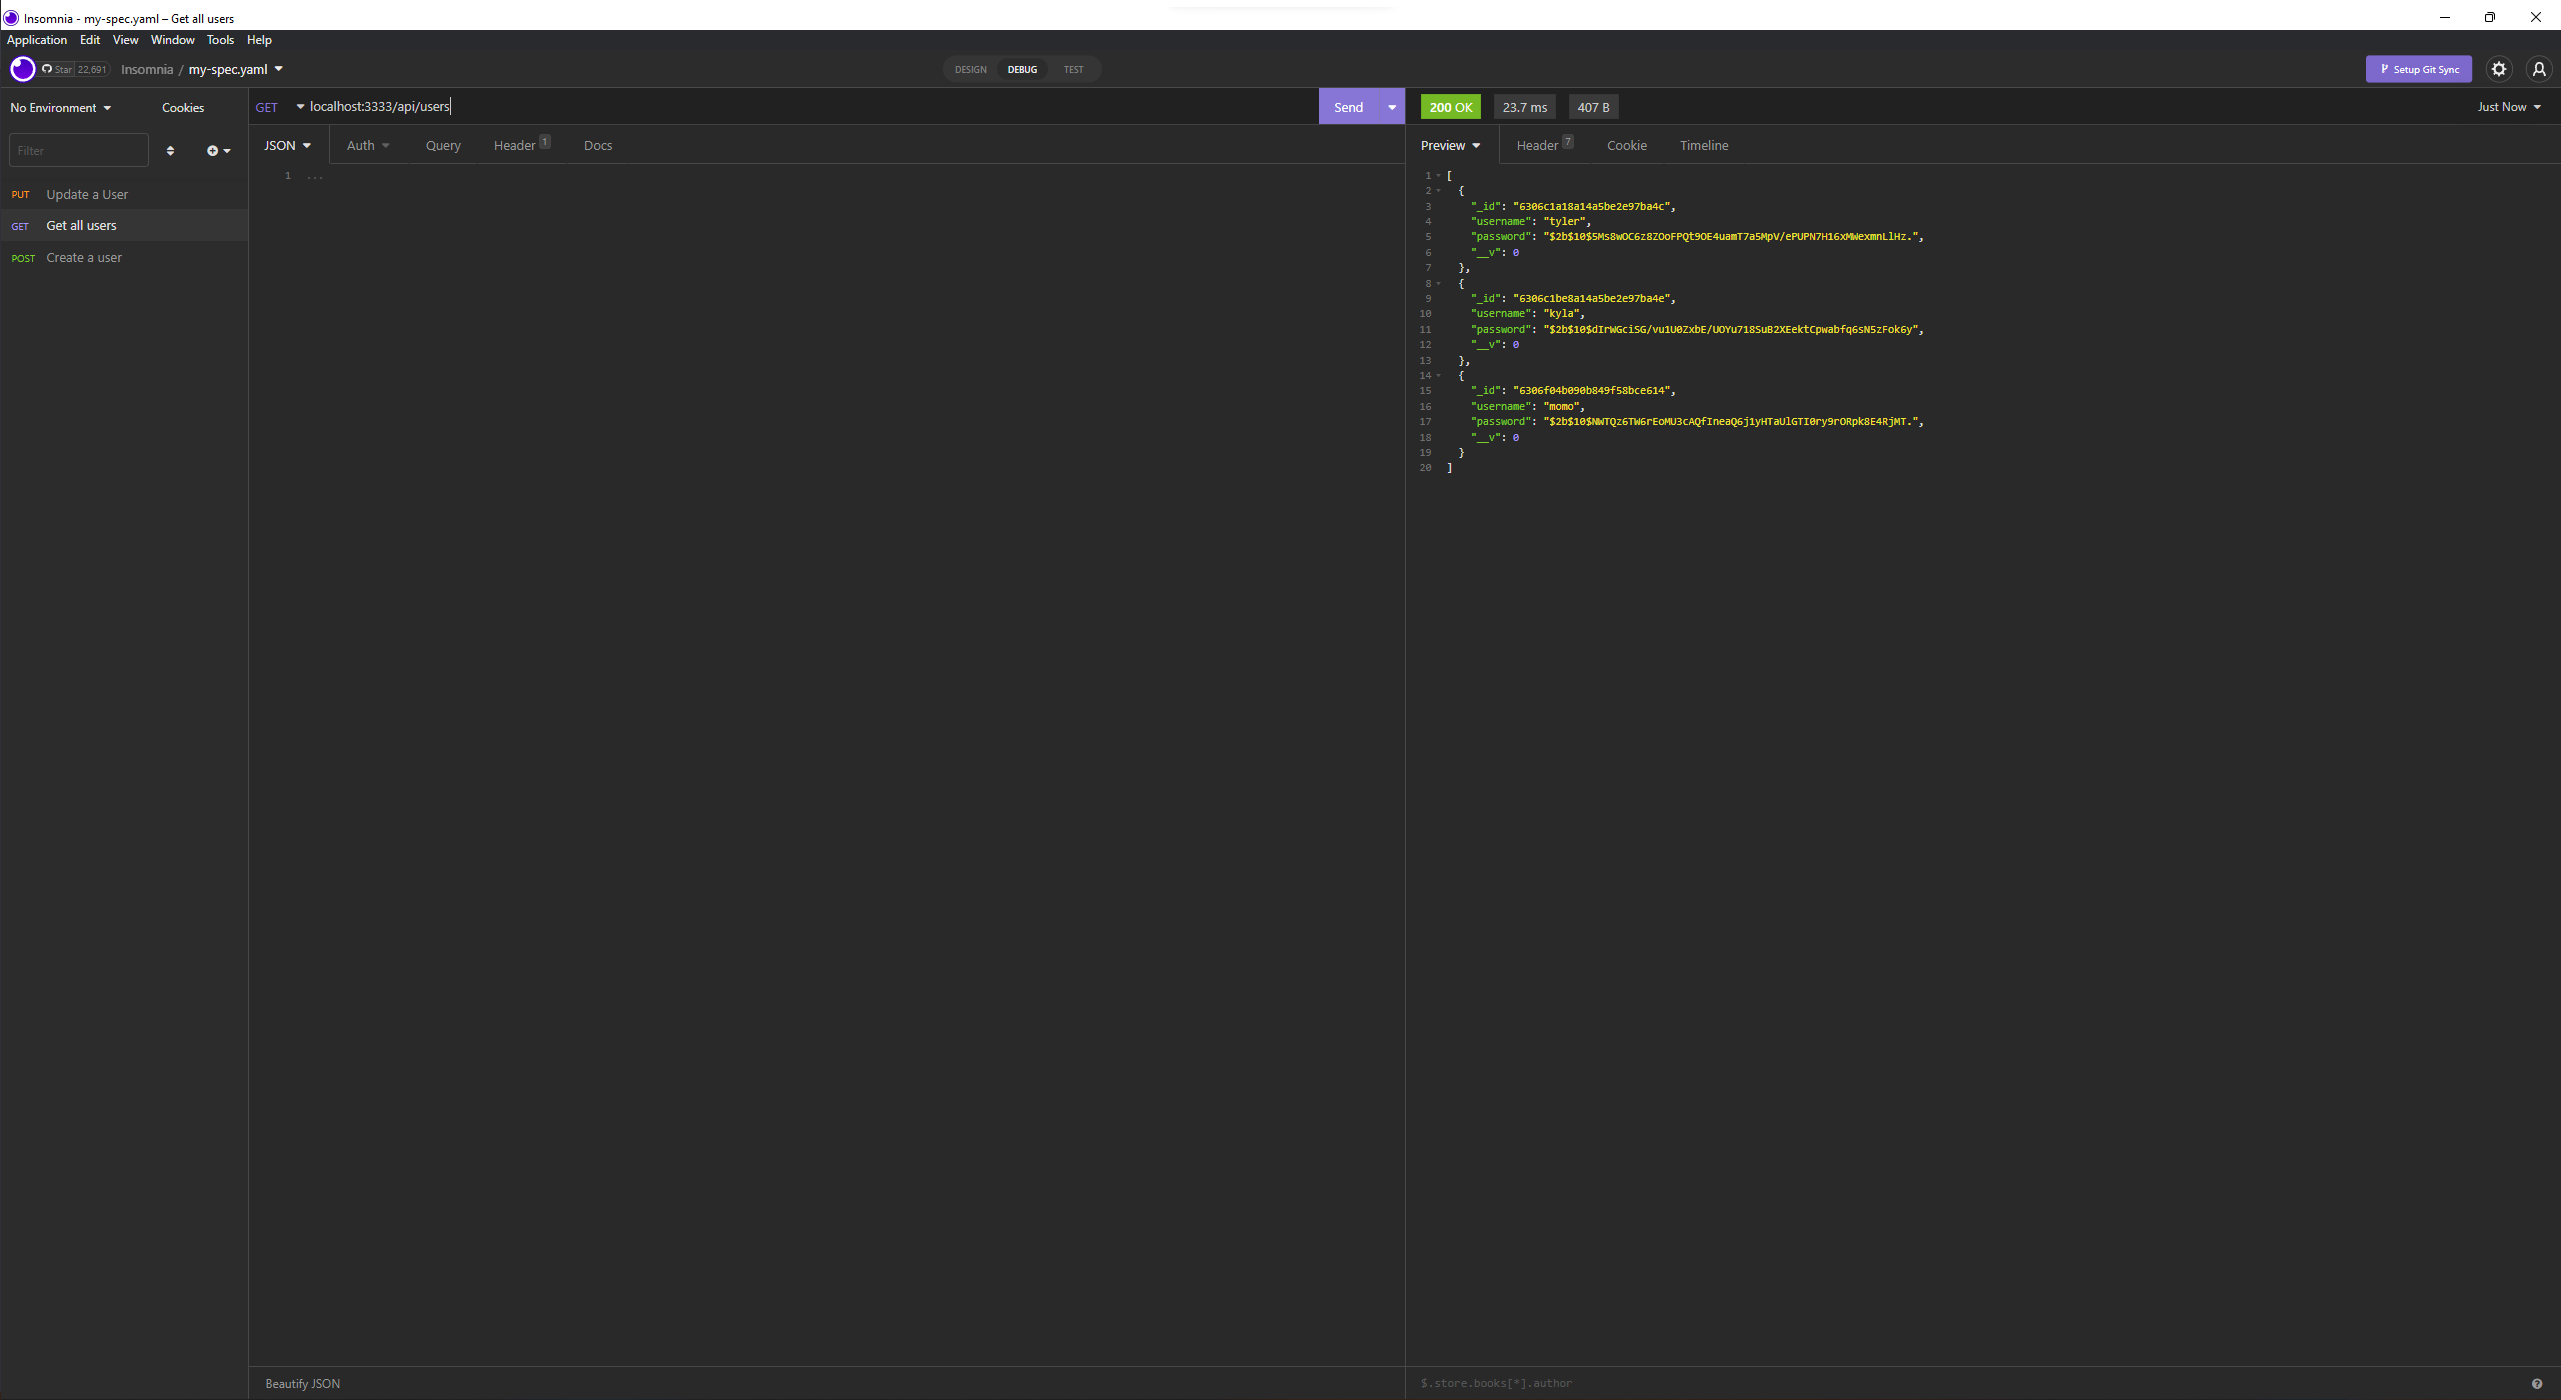 Insomnia - my-spec.yaml – Get all users
Application Edit View Window Tools Help
Star 22,691 Insomnia / my-spec.yaml DESIGN DEBUG TEST Setup Git Sync
No Environment Cookies GET localhost:3333/api/users Send 200 OK 23.7 ms 407 B Just Now
Filter
PUT Update a User
GET Get all users
POST Create a user
JSON Auth Query Header 1 Docs
1 ...
Beautify JSON
Preview Header 7 Cookie Timeline
1 [
2 {
3 "_id": "6306c1a18a14a5be2e97ba4c",
4 "username": "tyler",
5 "password": "$2b$10$5Ms8wOC6z8ZOoFPQt9OE4uamT7a5MpV/ePUPN7H16xMWexmnLlHz.",
6 "__v": 0
7 },
8 {
9 "_id": "6306c1be8a14a5be2e97ba4e",
10 "username": "kyla",
11 "password": "$2b$10$dIrWGciSG/vu1U0ZxbE/UOYu718SuB2XEektCpwabfq6sN5zFok6y",
12 "__v": 0
13 },
14 {
15 "_id": "6306f04b090b849f58bce614",
16 "username": "momo",
17 "password": "$2b$10$NWTQz6TW6rEoMU3cAQfIneaQ6j1yHTaUlGTI0ry9rORpk8E4RjMT.",
18 "__v": 0
19 }
20 ]
$.store.books[*].author